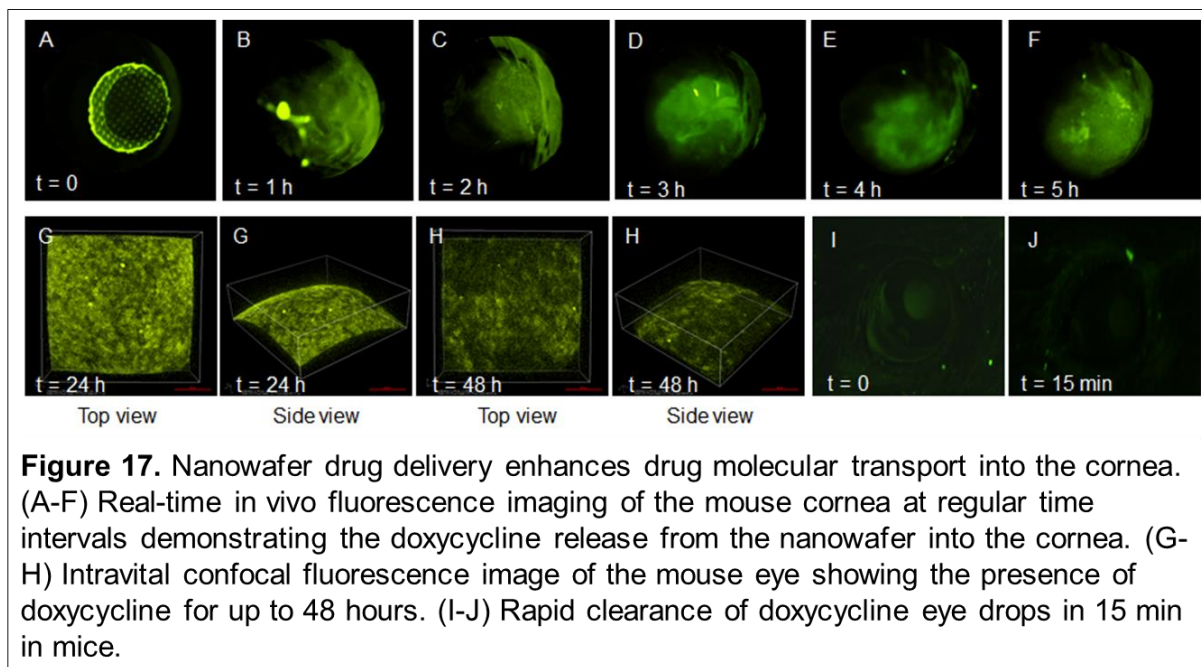 A
B
C
D
E
F
t = 0
t = 1 h
t = 2 h
t = 3 h
t = 4 h
t = 5 h
G
G
H
H
I
J
t = 24 h
t = 24 h
t = 48 h
t = 48 h
t = 0
t = 15 min
Top view
Side view
Top view
Side view
Figure 17. Nanowafer drug delivery enhances drug molecular transport into the cornea.
(A-F) Real-time in vivo fluorescence imaging of the mouse cornea at regular time
intervals demonstrating the doxycycline release from the nanowafer into the cornea. (G-
H) Intravital confocal fluorescence image of the mouse eye showing the presence of
doxycycline for up to 48 hours. (I-J) Rapid clearance of doxycycline eye drops in 15 min
in mice.